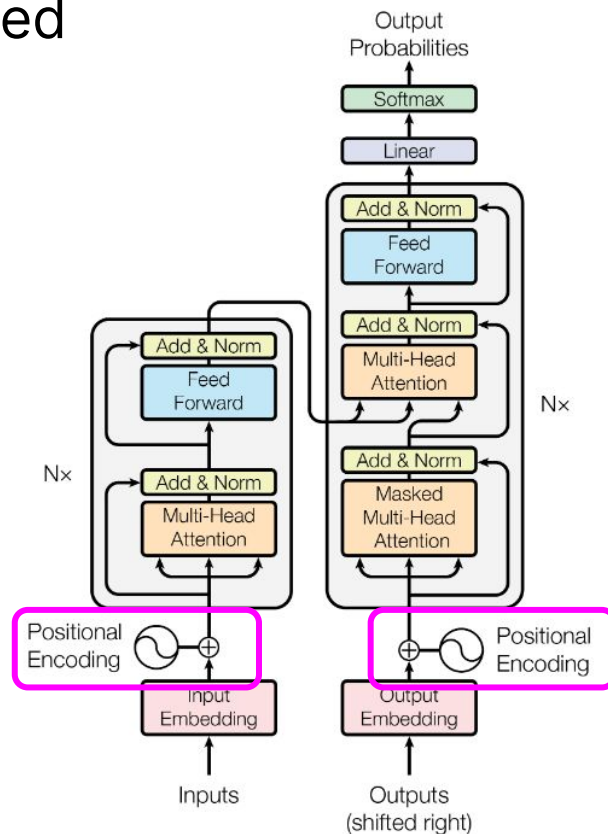 ed
Output
Probabilities
Softmax
Linear
Add & Norm
Feed
Forward
Add & Norm
Multi-Head
Attention
Nx
Add & Norm
Masked
Multi-Head
Attention
Add & Norm
Feed
Forward
Nx
Add & Norm
Multi-Head
Attention
Positional
Encoding
Positional
Encoding
Input
Embedding
Output
Embedding
Inputs
Outputs
(shifted right)